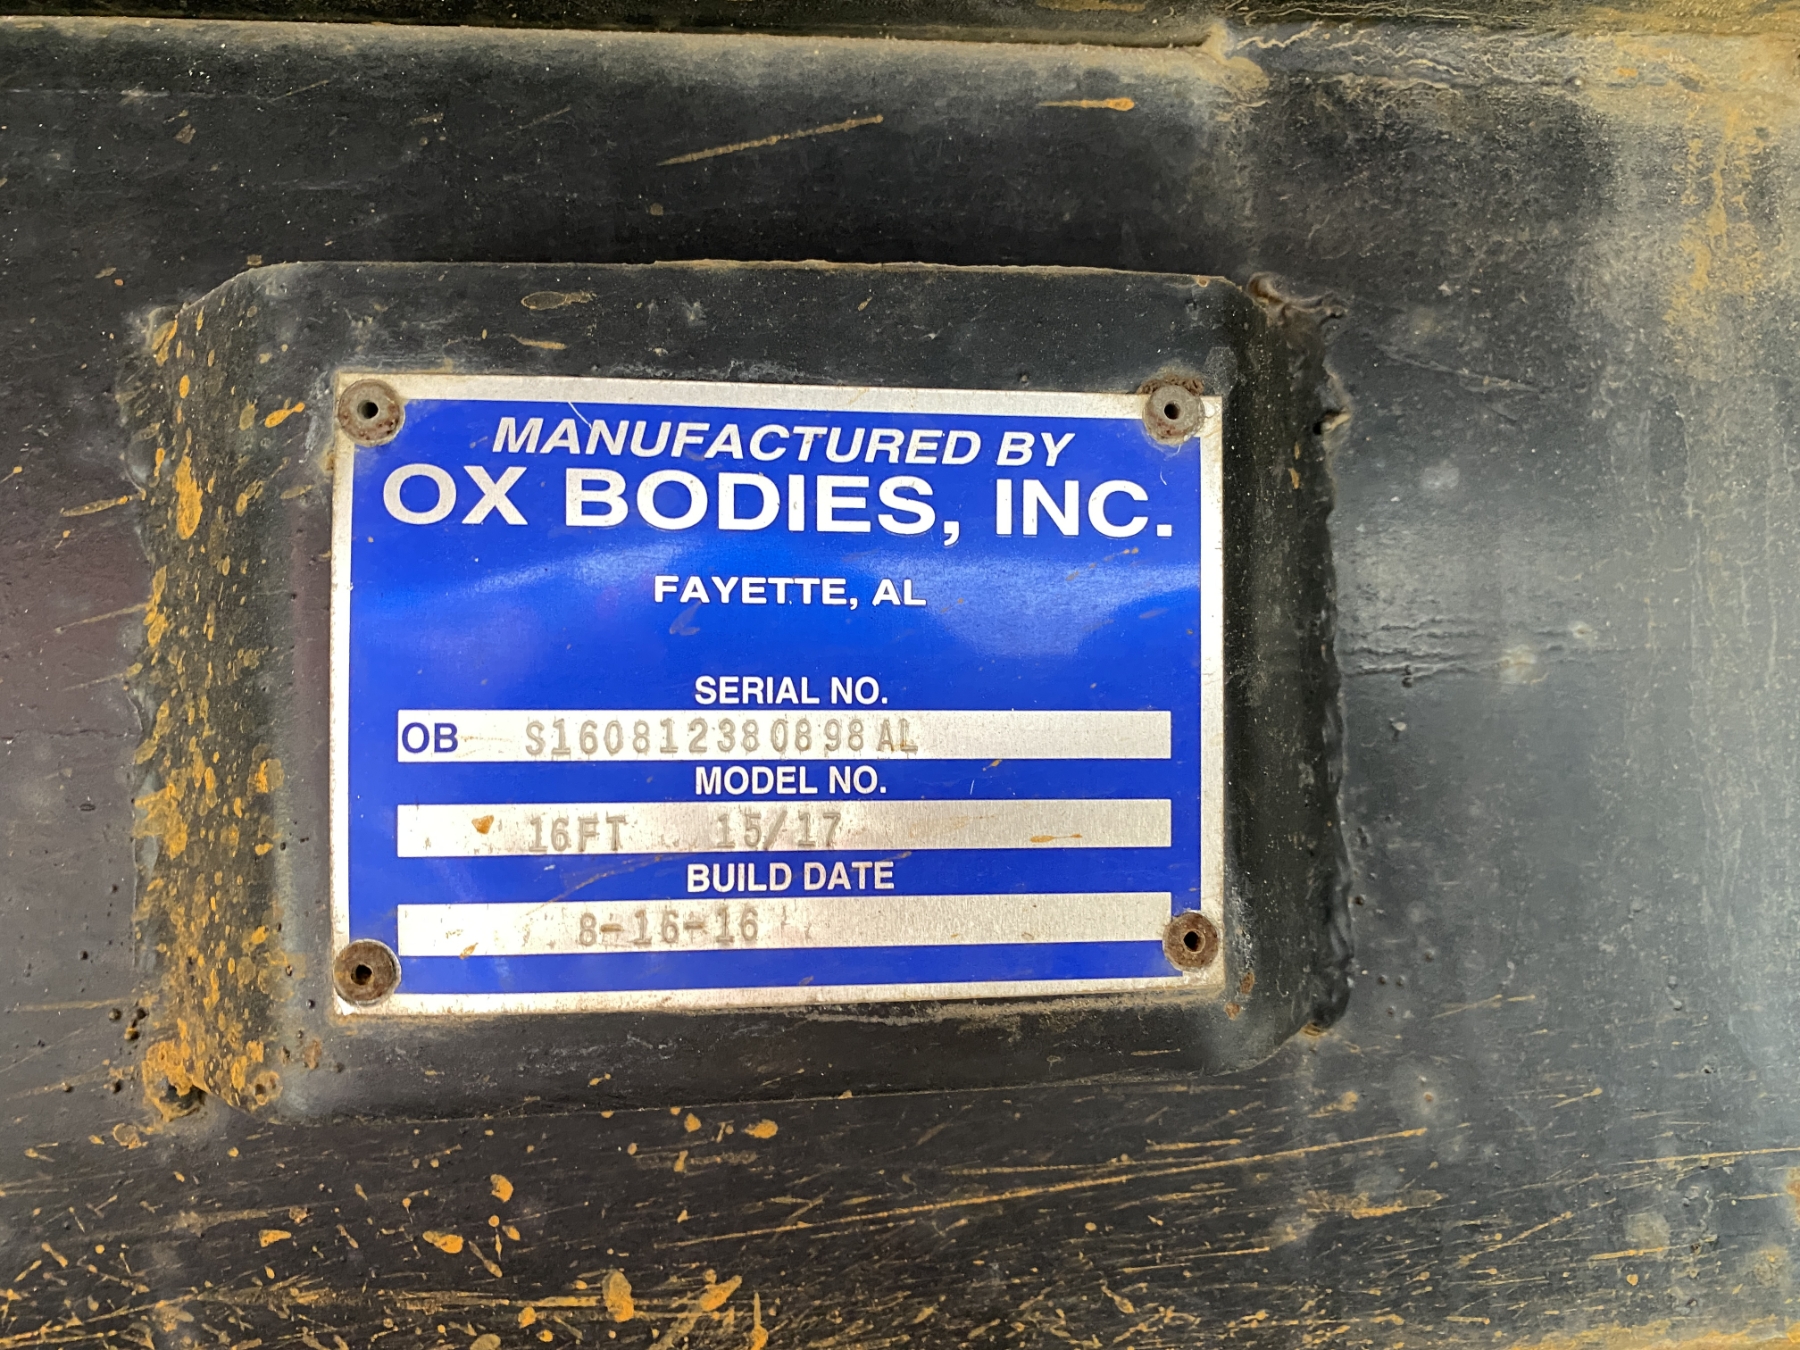 MANUFACTURED BY
OX BODIES, INC.
FAYETTE, AL
SERIAL NO.
OB S160812380898AL
MODEL NO.
16FT 15/17
BUILD DATE
8-16-16